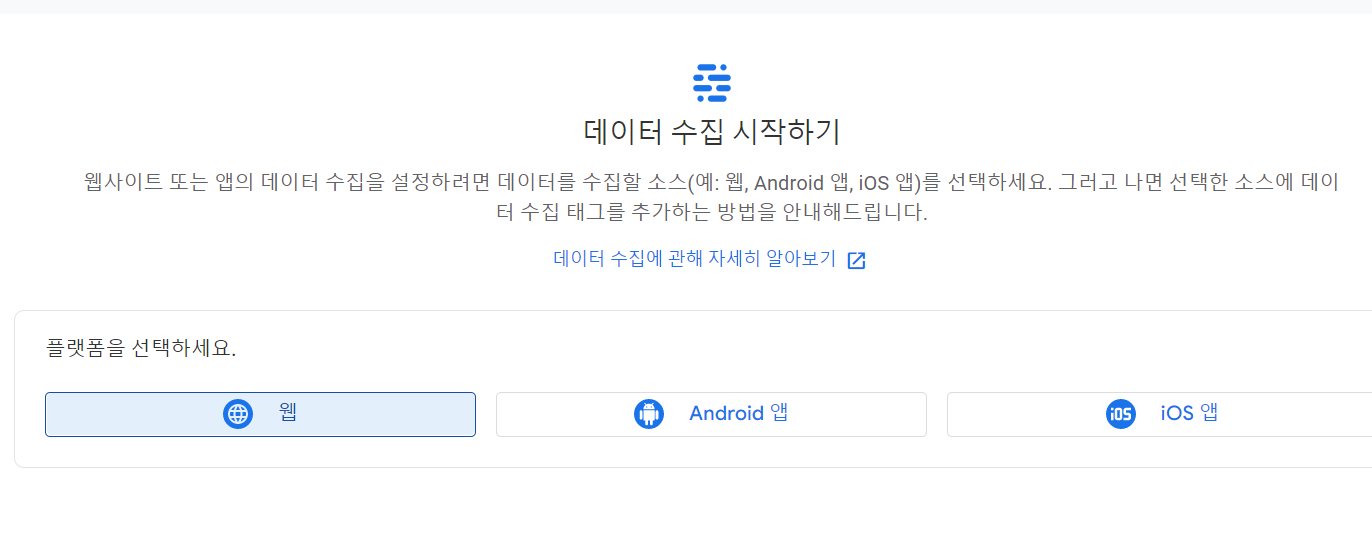 데이터 수집 시작하기
웹사이트 또는 앱의 데이터 수집을 설정하려면 데이터를 수집할 소스(예: 웹, Android 앱, iOS 앱)를 선택하세요. 그러고 나면 선택한 소스에 데이
터 수집 태그를 추가하는 방법을 안내해드립니다.
데이터 수집에 관해 자세히 알아보기
플랫폼을 선택하세요.
웹
Android 앱
iOS iOS 앱